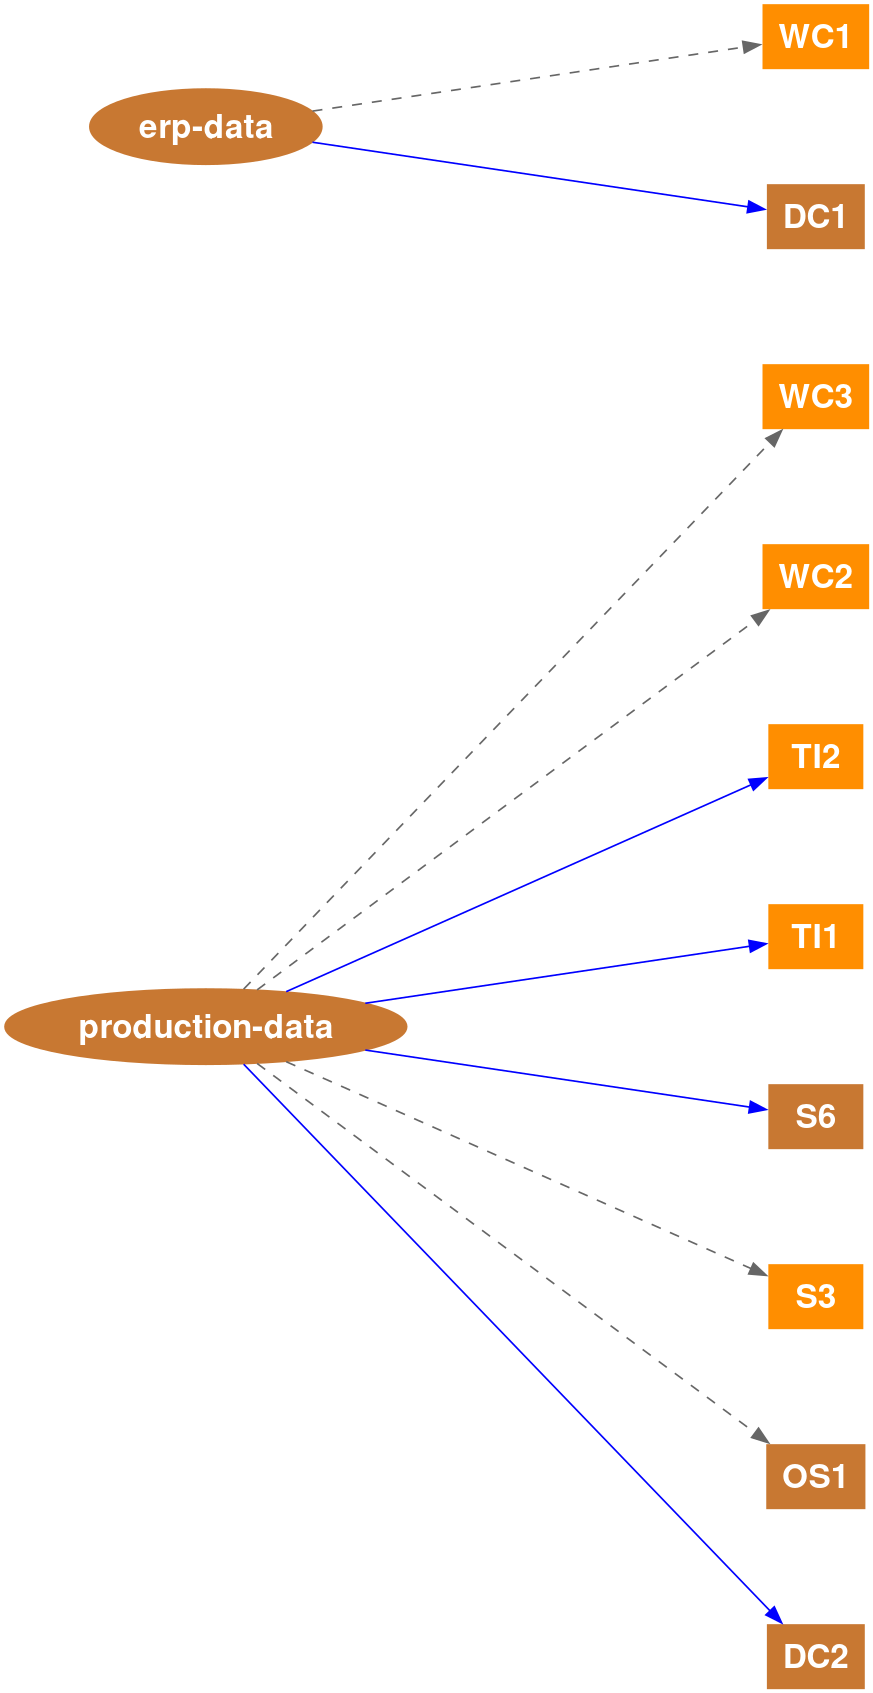 WC1
erp-data
DC1
WC3
WC2
TI2
TI1
production-data
S6
S3
OS1
DC2